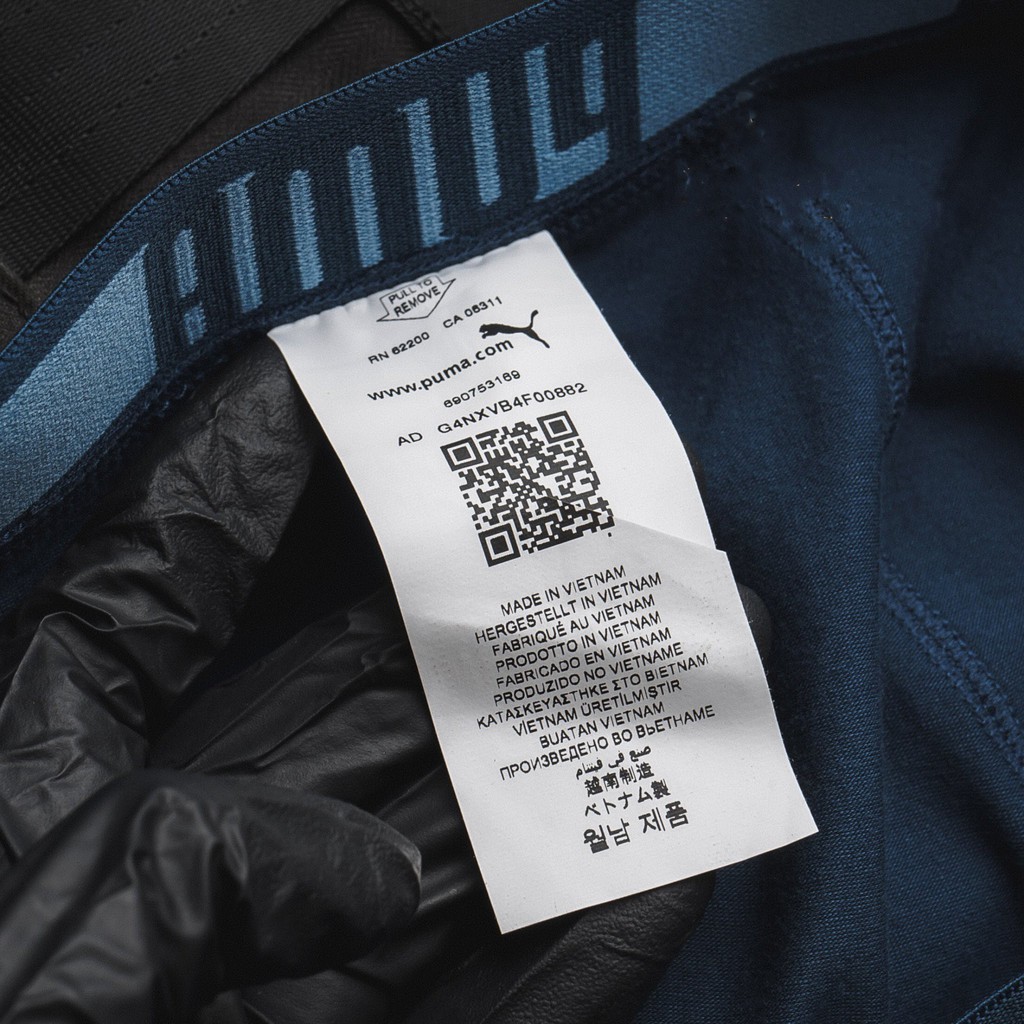 PULL TO
REMOVE
RN 62200 CA 06311
www.puma.com
690753169
AD G4NXVB4F00882
MADE IN VIETNAM
HERGESTELLT IN VIETNAM
FABRIQUÉ AU VIETNAM
PRODOTTO IN VIETNAM
FABRICADO EN VIETNAM
PRODUZIDO NO VIETNAME
ΚΑΤΑΣΚΕΥΑΣΤΗΚΕ ΣΤΟ ΒΙΕΤΝΑΜ
VİETNAM ÜRETİLMİŞTİR
BUATAN VIETNAM
ПРОИЗВЕДЕНО ВО ВЬЕТНАМЕ
صنع في فيتنام
越南制造
ベトナム製
월남 제품